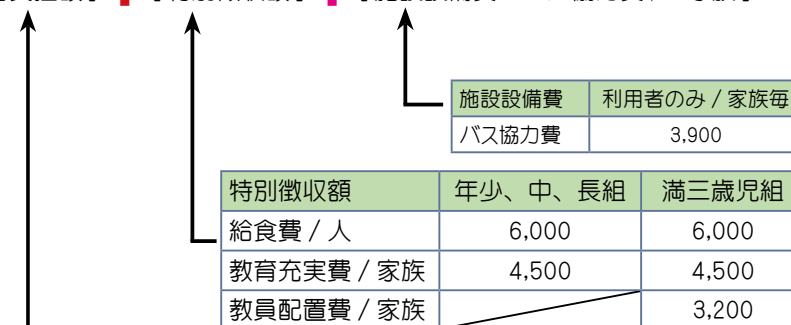 施設設備費 利用者のみ / 家族毎
バス協力費 3,900
特別徴収額 年少、中、長組 満三歳児組
給食費 / 人 6,000 6,000
教育充実費 / 家族 4,500 4,500
教員配置費 / 家族 3,200